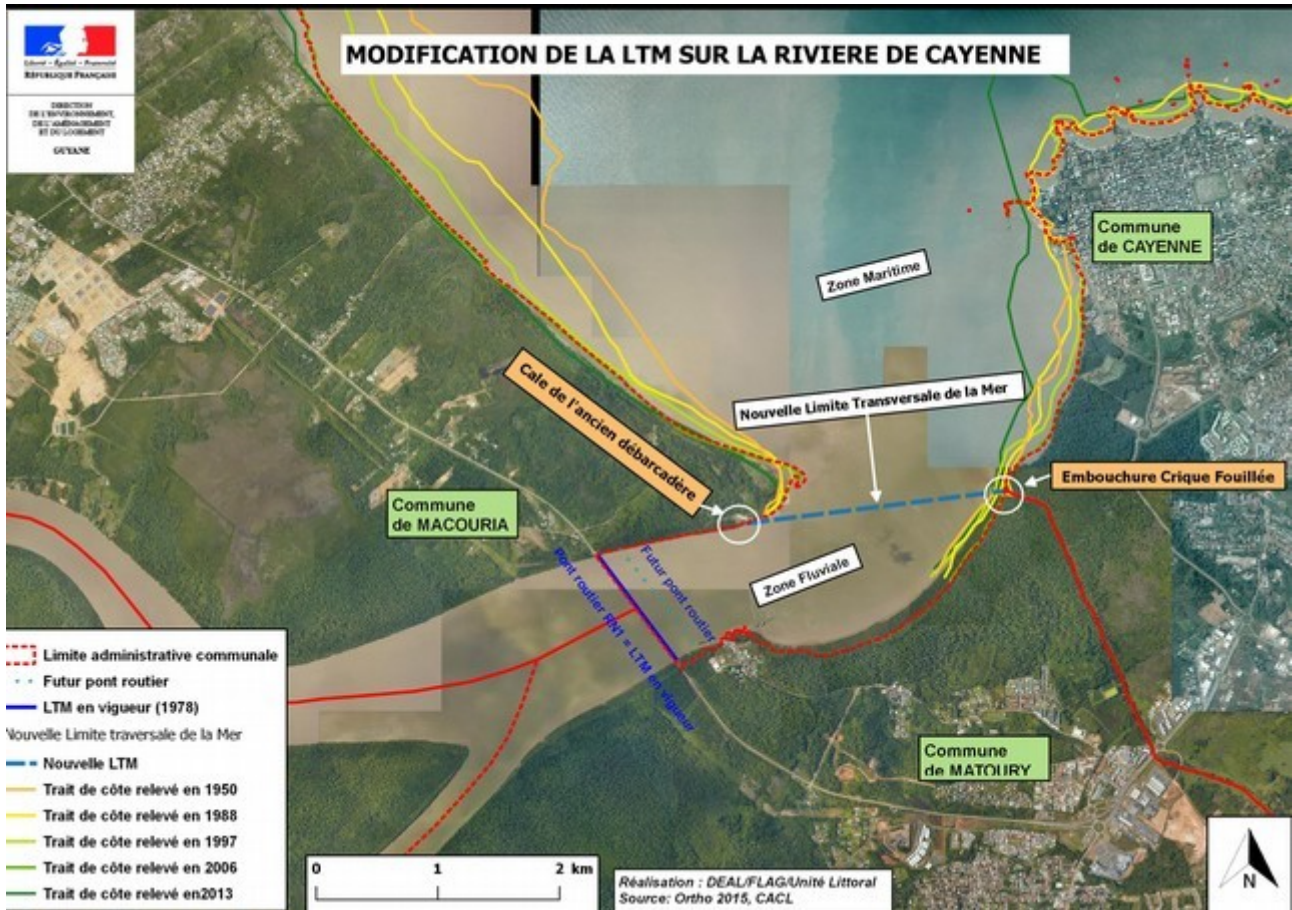 MODIFICATION DE LA LTM SUR LA RIVIERE DE CAYENNE
Liberté • Égalité • Fraternité
RÉPUBLIQUE FRANÇAISE
DIRECTION
DE L'ENVIRONNEMENT,
DE L'AMÉNAGEMENT
ET DU LOGEMENT
GUYANE
Commune
de CAYENNE
Zone Maritime
Cale de l'ancien débarcadère
Nouvelle Limite Transversale de la Mer
Embouchure Crique Fouillée
Commune
de MACOURIA
Futur pont routier
Pont routier RN1 = LTM en vigueur
Zone Fluviale
Commune
de MATOURY
Limite administrative communale
Futur pont routier
LTM en vigueur (1978)
Nouvelle Limite traversale de la Mer
Nouvelle LTM
Trait de côte relevé en 1950
Trait de côte relevé en 1988
Trait de côte relevé en 1997
Trait de côte relevé en 2006
Trait de côte relevé en2013
0 1 2 km
Réalisation : DEAL/FLAG/Unité Littoral
Source: Ortho 2015, CACL
N